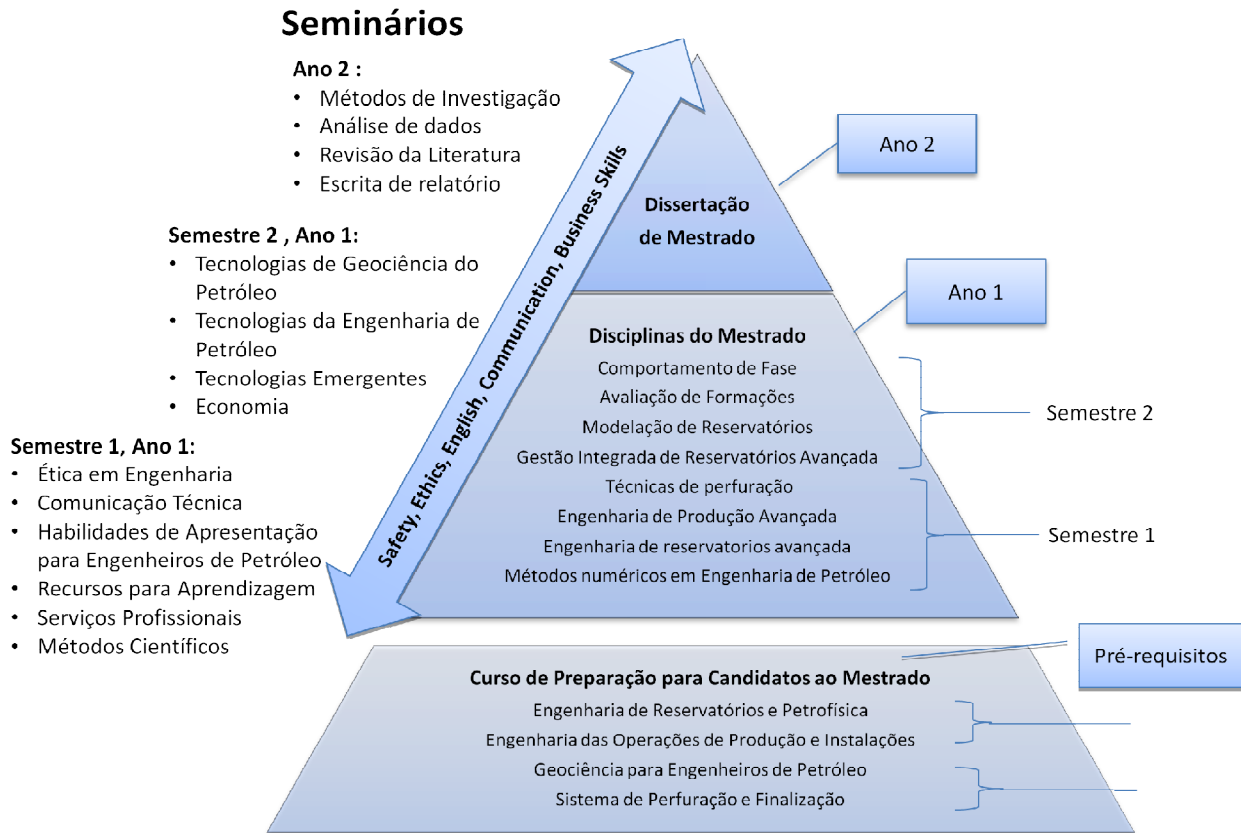 Seminários
Ano 2 :
• Métodos de Investigação
• Análise de dados
• Revisão da Literatura
• Escrita de relatório
Semestre 2 , Ano 1:
• Tecnologias de Geociência do
Petróleo
• Tecnologias da Engenharia de
Petróleo
• Tecnologias Emergentes
• Economia
Semestre 1, Ano 1:
• Ética em Engenharia
• Comunicação Técnica
• Habilidades de Apresentação
para Engenheiros de Petróleo
• Recursos para Aprendizagem
• Serviços Profissionais
• Métodos Científicos
Safety, Ethics, English, Communication, Business Skills
Dissertação
de Mestrado
Ano 2
Ano 1
Disciplinas do Mestrado
Comportamento de Fase
Avaliação de Formações
Modelação de Reservatórios
Gestão Integrada de Reservatórios Avançada
Semestre 2
Técnicas de perfuração
Engenharia de Produção Avançada
Engenharia de reservatorios avançada
Métodos numéricos em Engenharia de Petróleo
Semestre 1
Pré-requisitos
Curso de Preparação para Candidatos ao Mestrado
Engenharia de Reservatórios e Petrofísica
Engenharia das Operações de Produção e Instalações
Geociência para Engenheiros de Petróleo
Sistema de Perfuração e Finalização